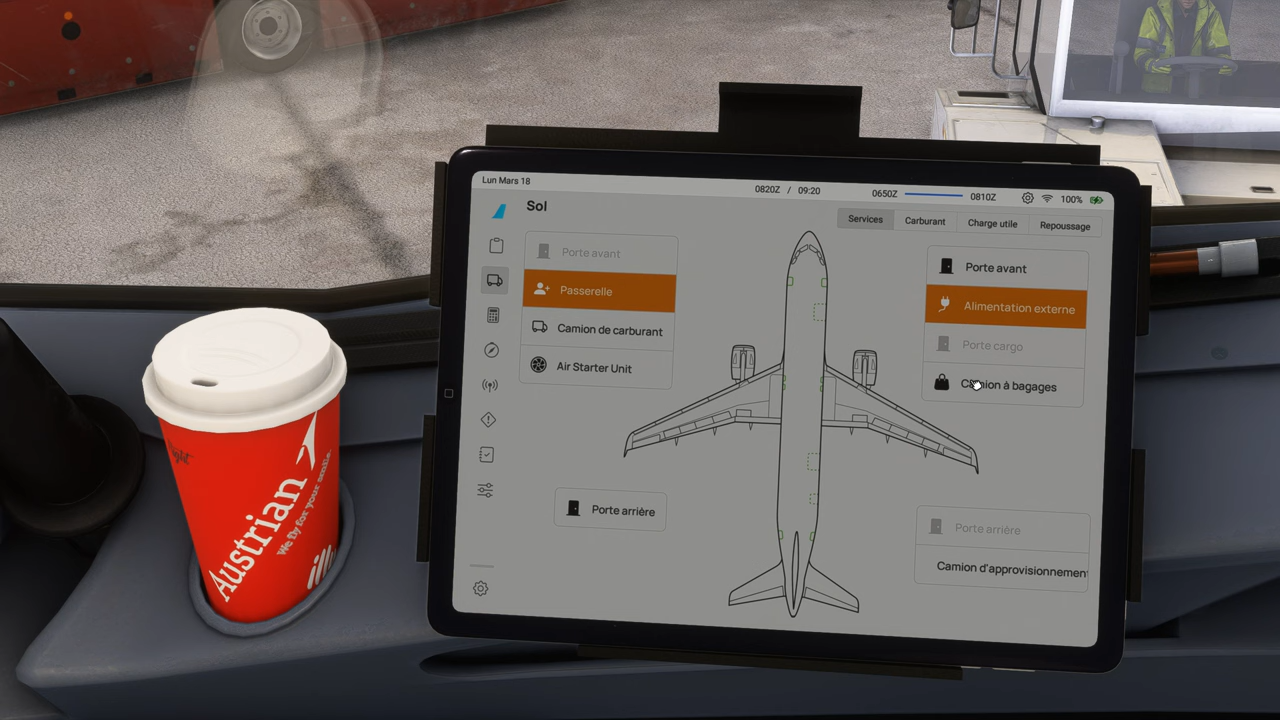 Lun Mars 18
0820Z / 09:20
0650Z 0810Z 100%
Sol
Services Carburant Charge utile Repoussage
Porte avant
Passerelle
Camion de carburant
Air Starter Unit
Porte avant
Alimentation externe
Porte cargo
Camion à bagages
Porte arrière
Porte arrière
Camion d'approvisionnement
Austrian
We fly for your smile.